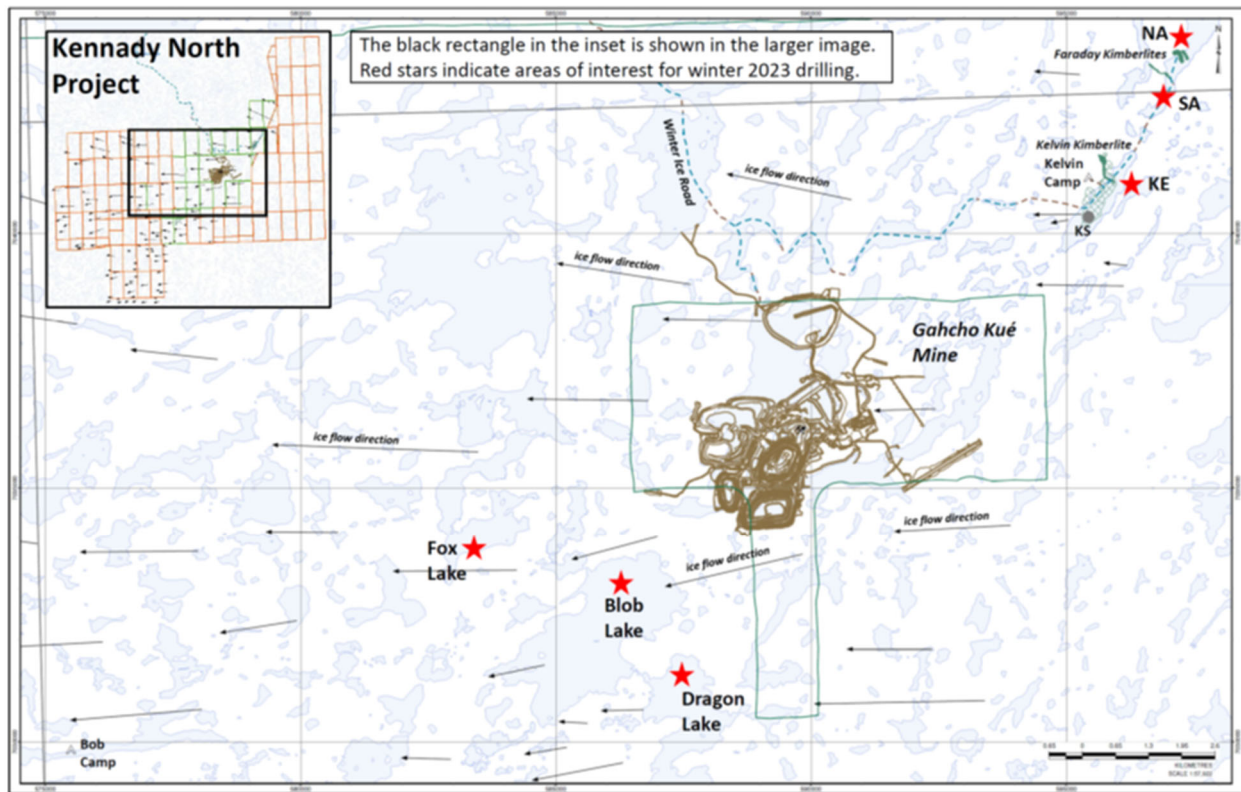 Kennady North
Project
The black rectangle in the inset is shown in the larger image.
Red stars indicate areas of interest for winter 2023 drilling.
NA
Faraday Kimberlites
SA
Kelvin Kimberlite
Kelvin
Camp
KE
KS
Winter Ice Road
ice flow direction
ice flow direction
Gahcho Kué
Mine
ice flow direction
ice flow direction
ice flow direction
Fox
Lake
Blob
Lake
Dragon
Lake
Bob
Camp
KILOMETRES